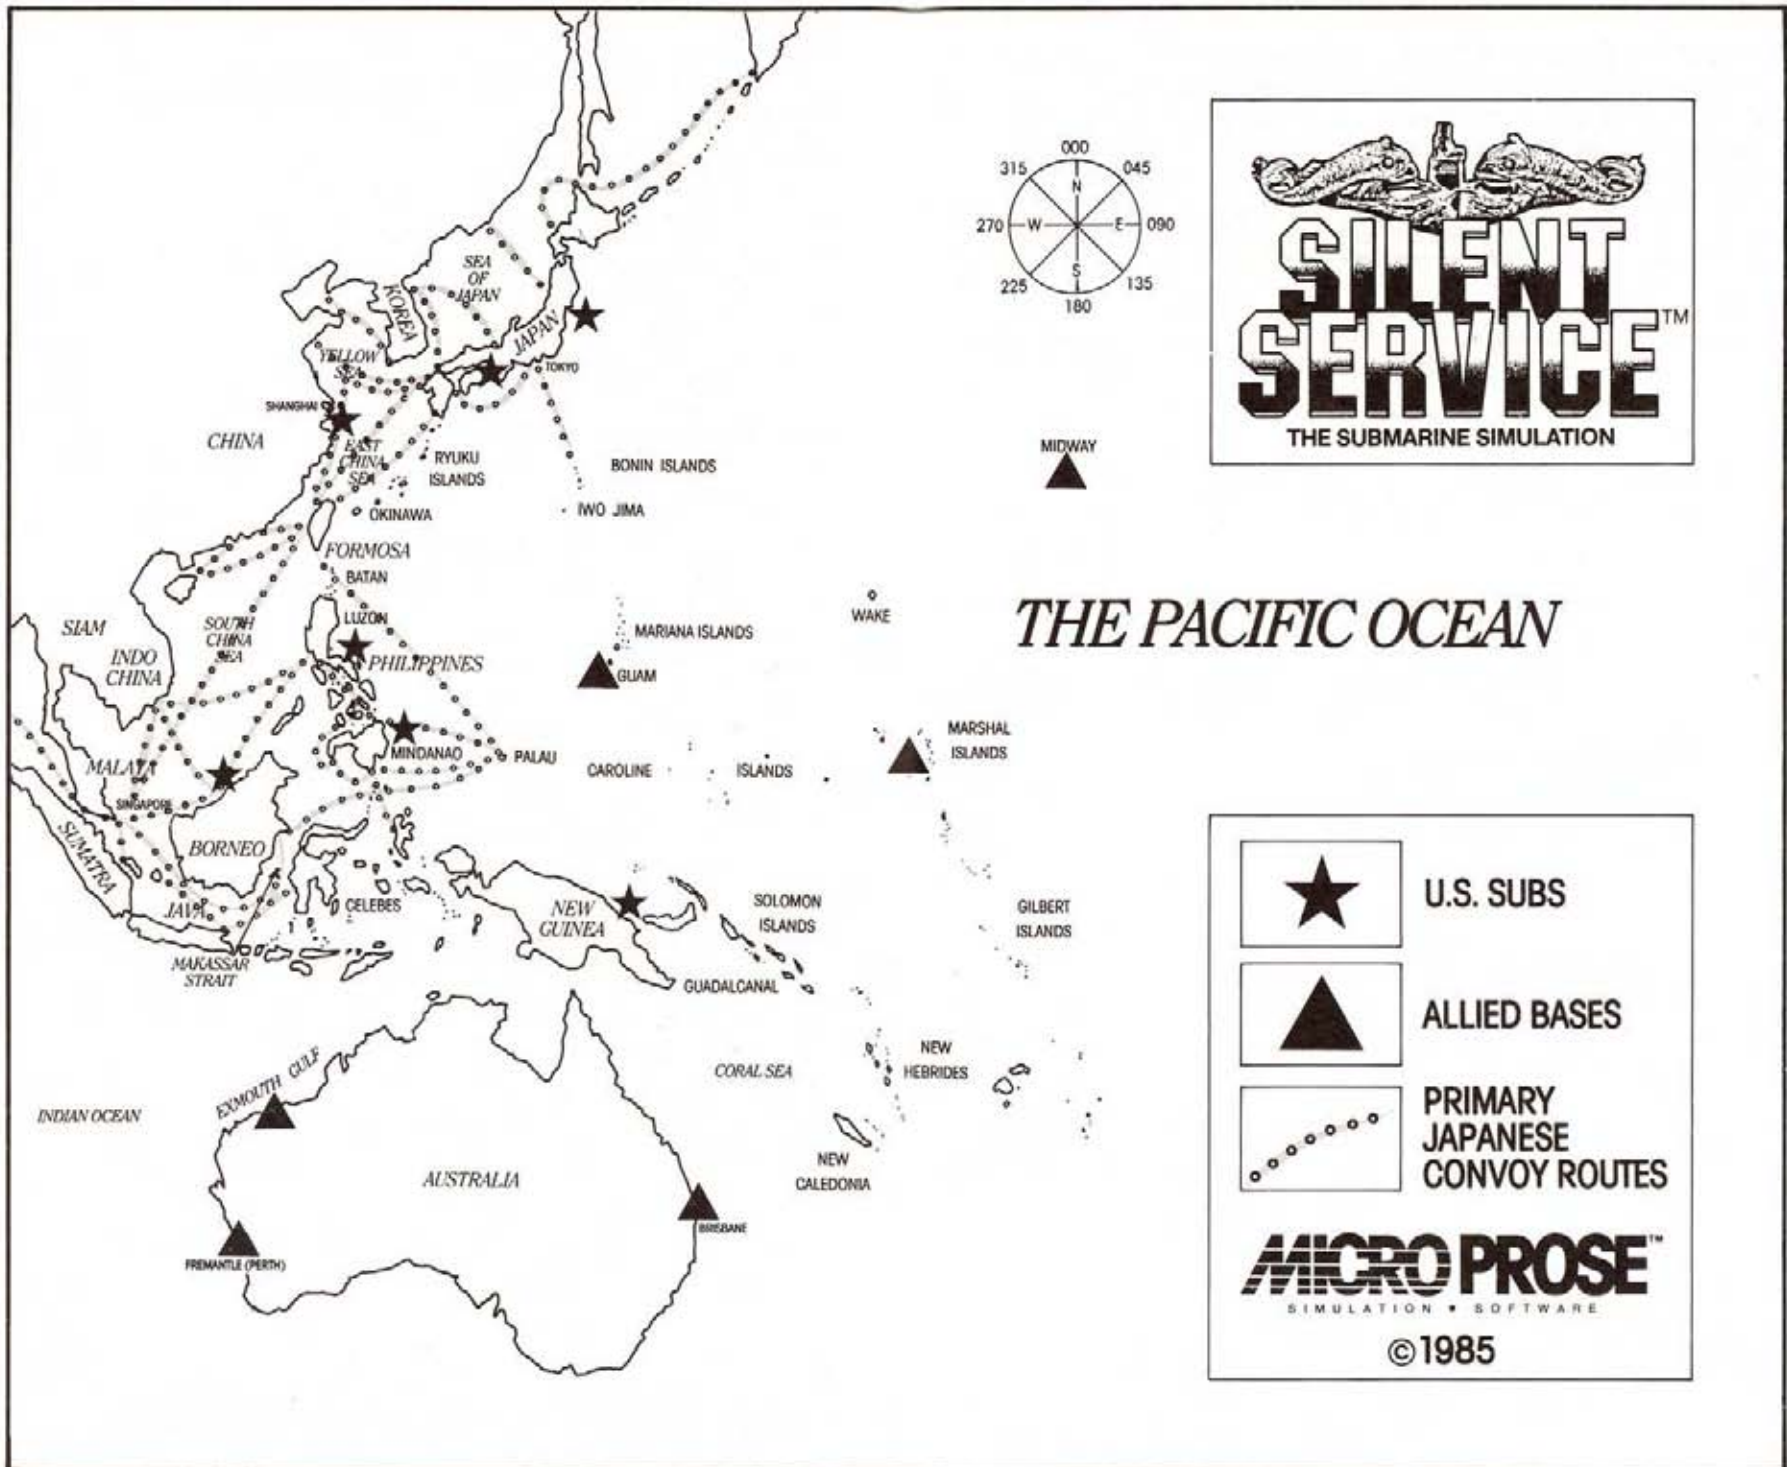 000
315
045
N
270
W
E
090
S
225
135
180
SILENT
SERVICE™
THE SUBMARINE SIMULATION
SEA
OF
JAPAN
KOREA
JAPAN
YELLOW
SEA
TOKYO
SHANGHAI
CHINA
EAST
CHINA
SEA
RYUKU
ISLANDS
BONIN ISLANDS
MIDWAY
OKINAWA
IWO JIMA
FORMOSA
BATAN
LUZON
WAKE
THE PACIFIC OCEAN
SIAM
INDO
CHINA
SOUTH
CHINA
SEA
MARIANA ISLANDS
PHILIPPINES
GUAM
MARSHAL
ISLANDS
MINDANAO
PALAU
CAROLINE
ISLANDS
MALAYA
SINGAPORE
SUMATRA
BORNEO
JAVA
CELEBES
NEW
GUINEA
SOLOMON
ISLANDS
GILBERT
ISLANDS
MAKASSAR
STRAIT
GUADALCANAL
EXMOUTH GULF
CORAL SEA
NEW
HEBRIDES
INDIAN OCEAN
AUSTRALIA
NEW
CALEDONIA
BRISBANE
FREMANTLE (PERTH)
U.S. SUBS
ALLIED BASES
PRIMARY
JAPANESE
CONVOY ROUTES
MICROPROSE™
SIMULATION • SOFTWARE
©1985